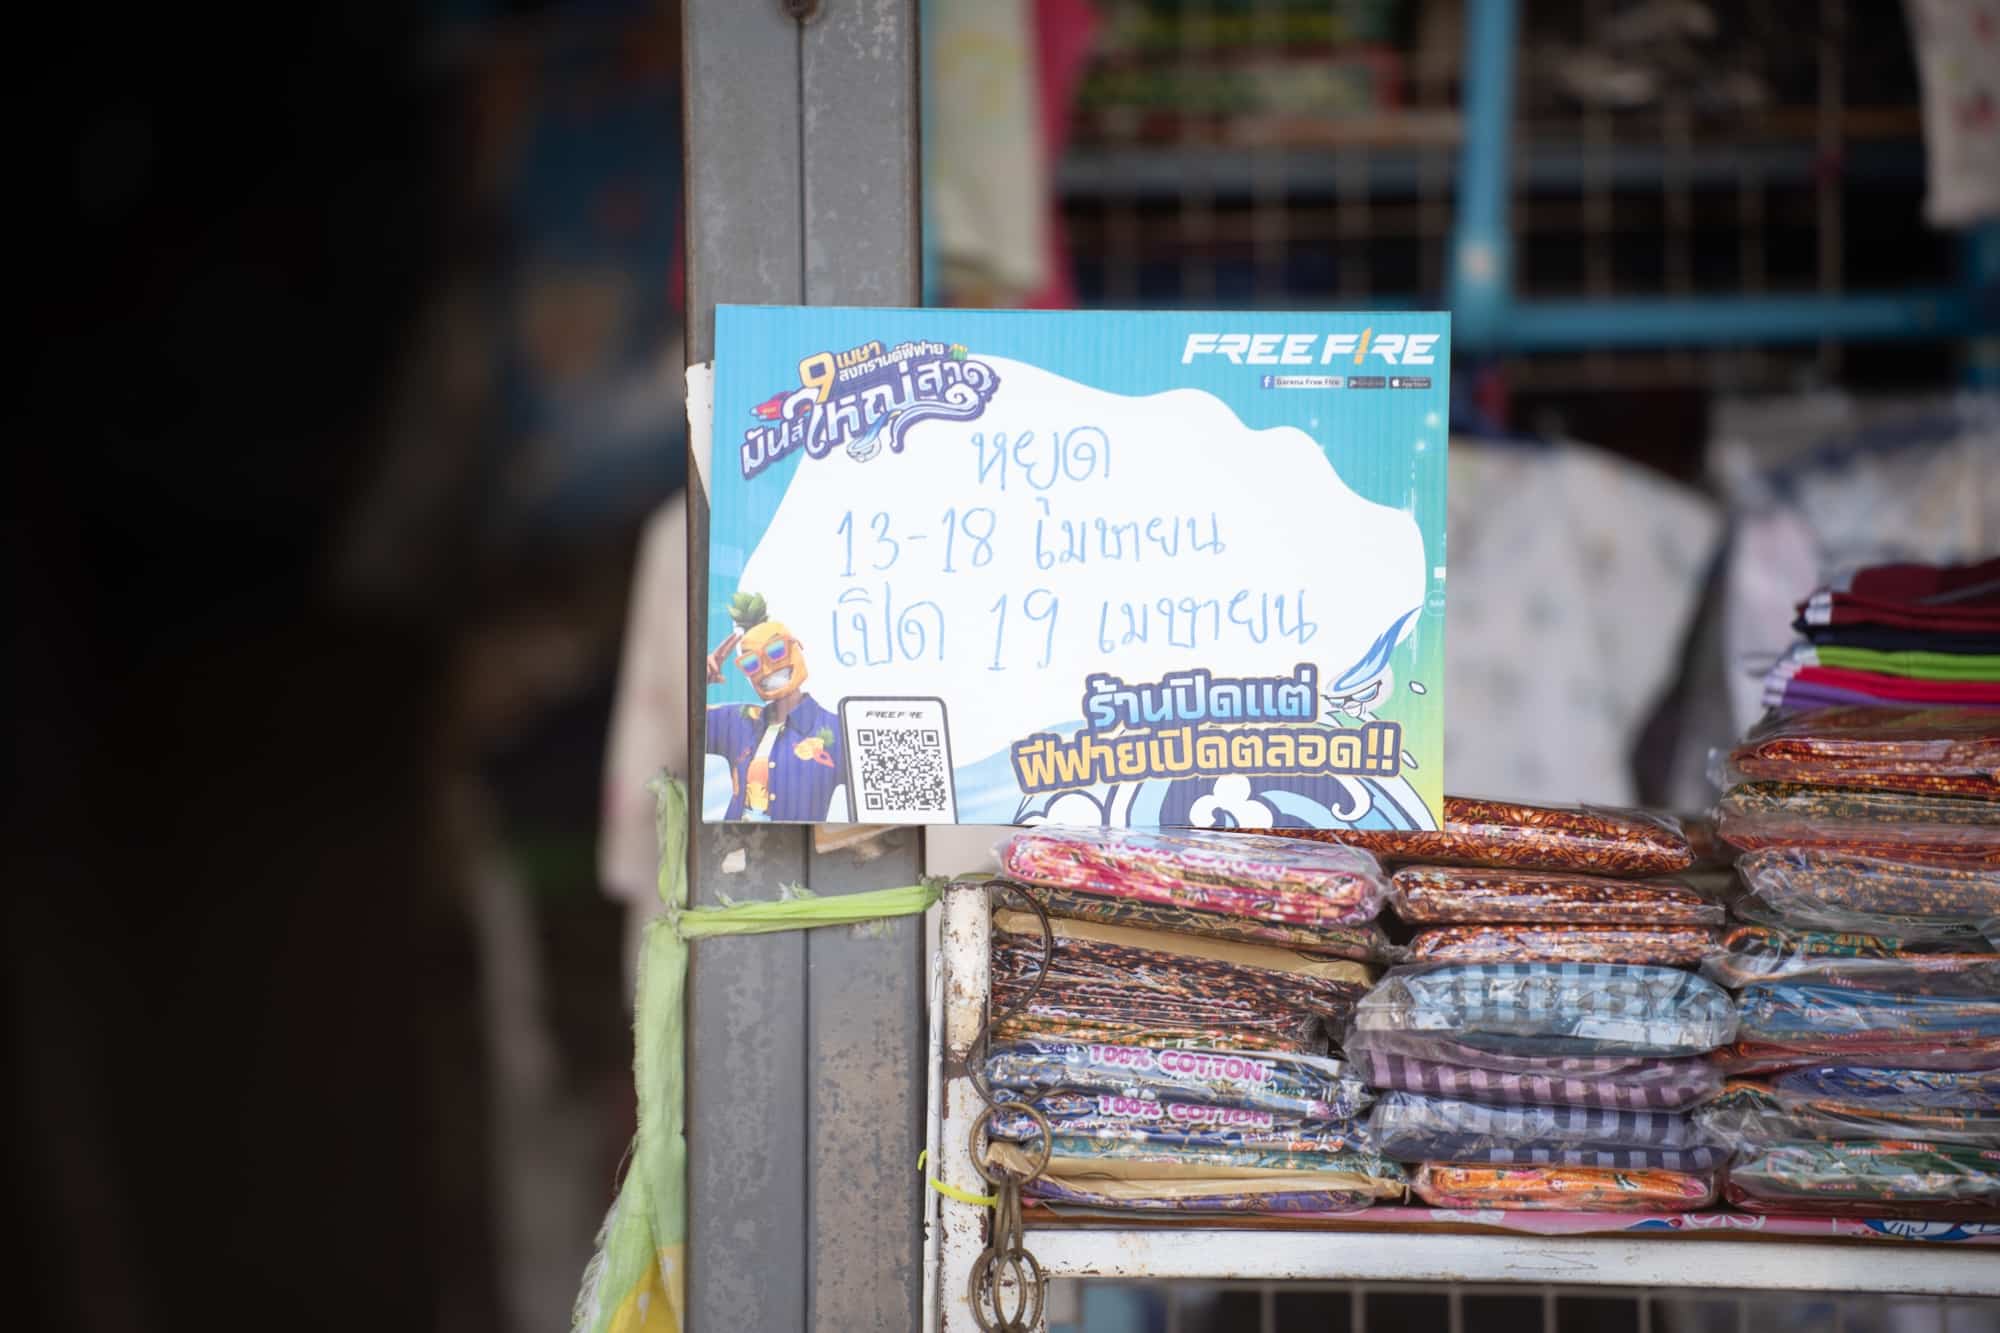 FREE FIRE
Garena Free Fire
9 เมษา
สงกรานต์ฟีฟาย
มันส์ใหญ่สาด
หยุด
13-18 เมษายน
เปิด 19 เมษายน
FREE FIRE
ร้านปิดแต่
ฟีฟายเปิดตลอด!!
100% COTTON
100% COTTON